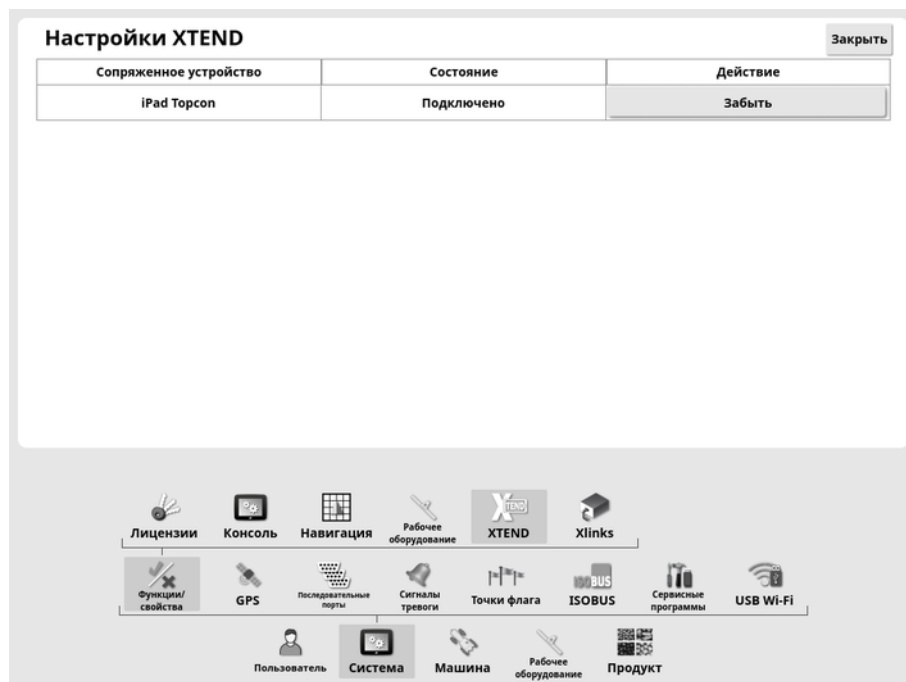 Настройки XTEND
Закрыть
Сопряженное устройство Состояние Действие
iPad Topcon Подключено Забыть
XTEND
Лицензии Консоль Навигация Рабочее оборудование XTEND Xlinks
ISOBUS
Функции/ свойства GPS Последовательные порты Сигналы тревоги Точки флага ISOBUS Сервисные программы USB Wi-Fi
Пользователь Система Машина Рабочее оборудование Продукт